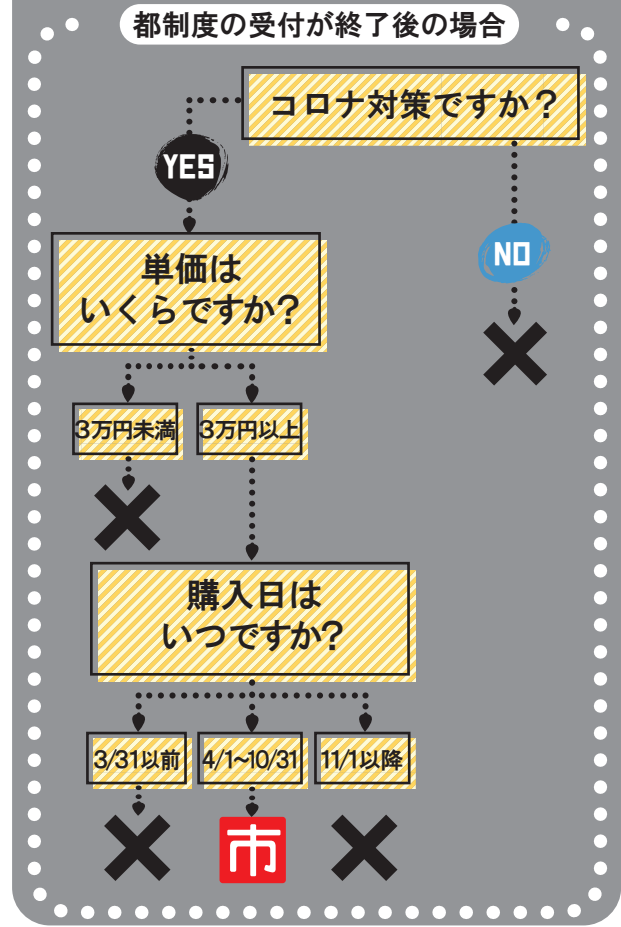 都制度の受付が終了後の場合
コロナ対策ですか?
YES
NO
単価は
いくらですか?
3万円未満
3万円以上
購入日は
いつですか?
3/31以前
4/1~10/31
11/1以降
市